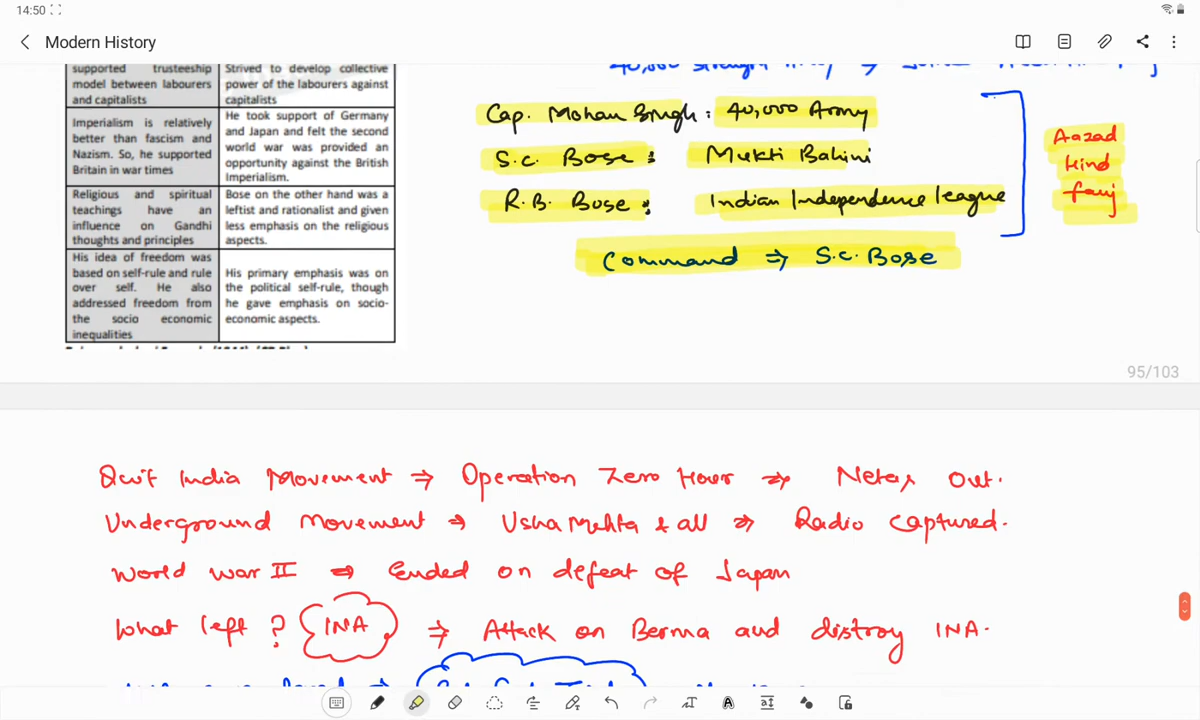 14:50
Modern History
supported trusteeship model between labourers and capitalists
Strived to develop collective power of the labourers against capitalists
Imperialism is relatively better than fascism and Nazism. So, he supported Britain in war times
He took support of Germany and Japan and felt the second world war was provided an opportunity against the British Imperialism.
Religious and spiritual teachings have an influence on Gandhi thoughts and principles
Bose on the other hand was a leftist and rationalist and given less emphasis on the religious aspects.
His idea of freedom was based on self-rule and rule over self. He also addressed freedom from the socio economic inequalities
His primary emphasis was on the political self-rule, though he gave emphasis on socio-economic aspects.
Cap. Mohan Singh : 40,000 Army
S.C. Bose : Mukti Bahini
R.B. Bose : Indian Independence league
Command ⇒ S.C. Bose
Aazad
Hind
fauj
95/103
Quit India Movement ⇒ Operation Zero Hour ⇒ Netas Out.
Underground Movement ⇒ Usha Mehta & all ⇒ Radio Captured.
World War II ⇒ Ended on defeat of Japan
What left ? INA ⇒ Attack on Berma and distroy INA.